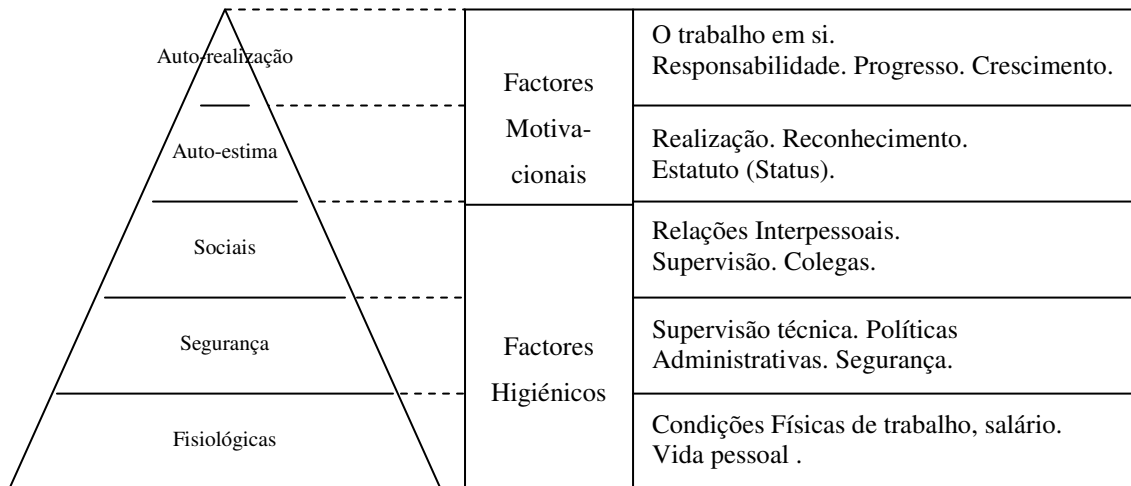 Auto-realização
Auto-estima
Sociais
Segurança
Fisiológicas
Factores
Motiva-
cionais
Factores
Higiénicos
O trabalho em si.
Responsabilidade. Progresso. Crescimento.
Realização. Reconhecimento.
Estatuto (Status).
Relações Interpessoais.
Supervisão. Colegas.
Supervisão técnica. Políticas
Administrativas. Segurança.
Condições Físicas de trabalho, salário.
Vida pessoal .